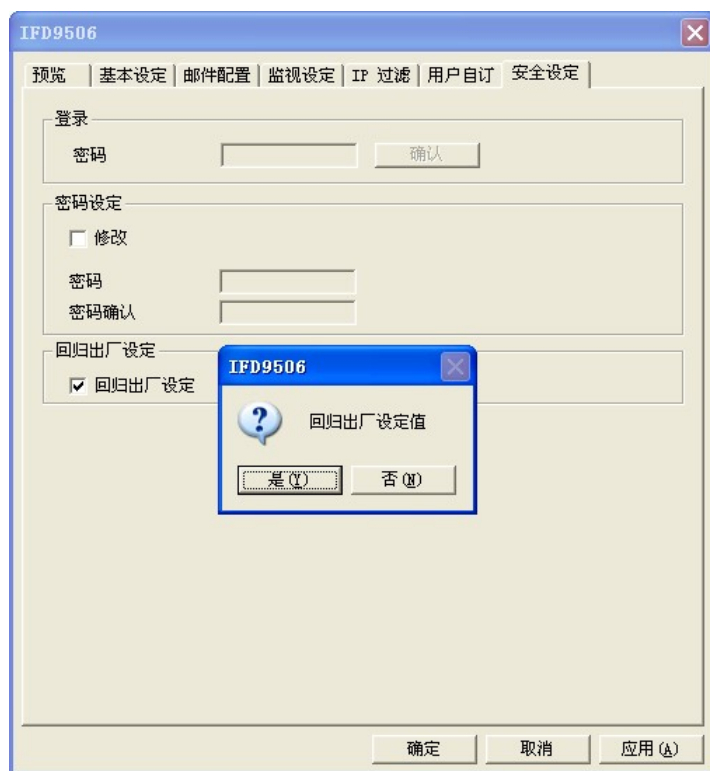 IFD9506
预览 基本设定 邮件配置 监视设定 IP 过滤 用户自订 安全设定
登录
密码 确认
密码设定
修改
密码
密码确认
回归出厂设定
回归出厂设定
IFD9506
回归出厂设定值
是(Y) 否(N)
确定 取消 应用(A)